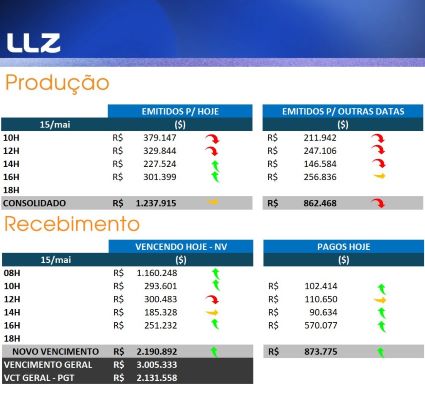 LLZ
Produção
EMITIDOS P/ HOJE EMITIDOS P/ OUTRAS DATAS
15/mai ($) ($)
10H R$ 379.147 R$ 211.942
12H R$ 329.844 R$ 247.106
14H R$ 227.524 R$ 146.584
16H R$ 301.399 R$ 256.836
18H
CONSOLIDADO R$ 1.237.915 R$ 862.468
Recebimento
VENCENDO HOJE - NV PAGOS HOJE
15/mai ($) ($)
08H R$ 1.160.248
10H R$ 293.601 R$ 102.414
12H R$ 300.483 R$ 110.650
14H R$ 185.328 R$ 90.634
16H R$ 251.232 R$ 570.077
18H
NOVO VENCIMENTO R$ 2.190.892 R$ 873.775
VENCIMENTO GERAL R$ 3.005.333
VCT GERAL - PGT R$ 2.131.558